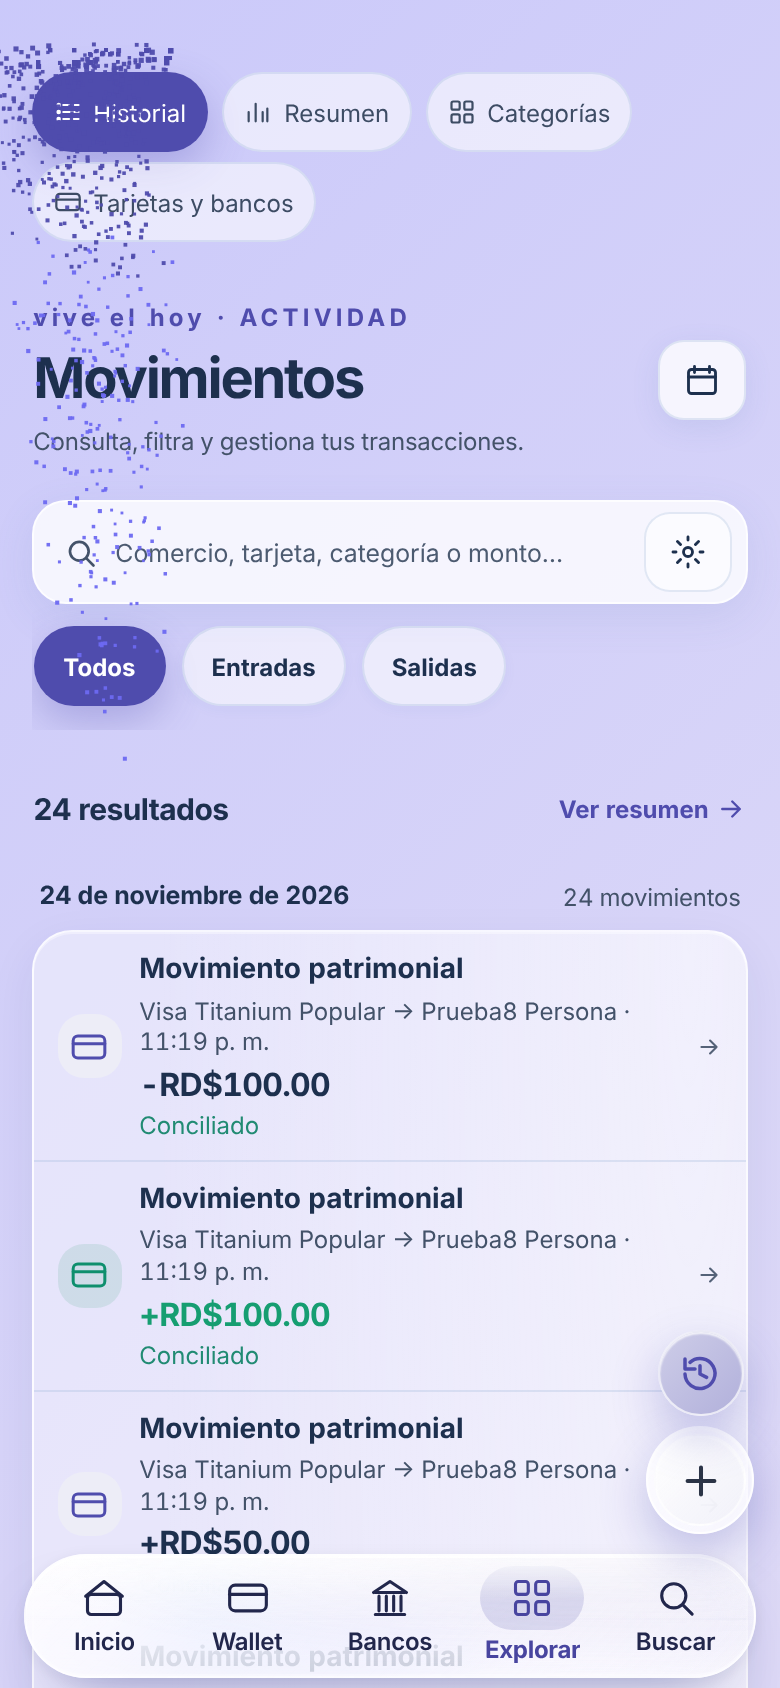 Historial
Resumen
Categorías
Tarjetas y bancos
vive el hoy · ACTIVIDAD
Movimientos
Consulta, filtra y gestiona tus transacciones.
Comercio, tarjeta, categoría o monto...
Todos
Entradas
Salidas
24 resultados
Ver resumen →
24 de noviembre de 2026
24 movimientos
Movimiento patrimonial
Visa Titanium Popular → Prueba8 Persona ·
11:19 p. m.
-RD$100.00
Conciliado
Movimiento patrimonial
Visa Titanium Popular → Prueba8 Persona ·
11:19 p. m.
+RD$100.00
Conciliado
Movimiento patrimonial
Visa Titanium Popular → Prueba8 Persona ·
11:19 p. m.
+RD$50.00
Movimiento patrimonial
Inicio
Wallet
Bancos
Explorar
Buscar